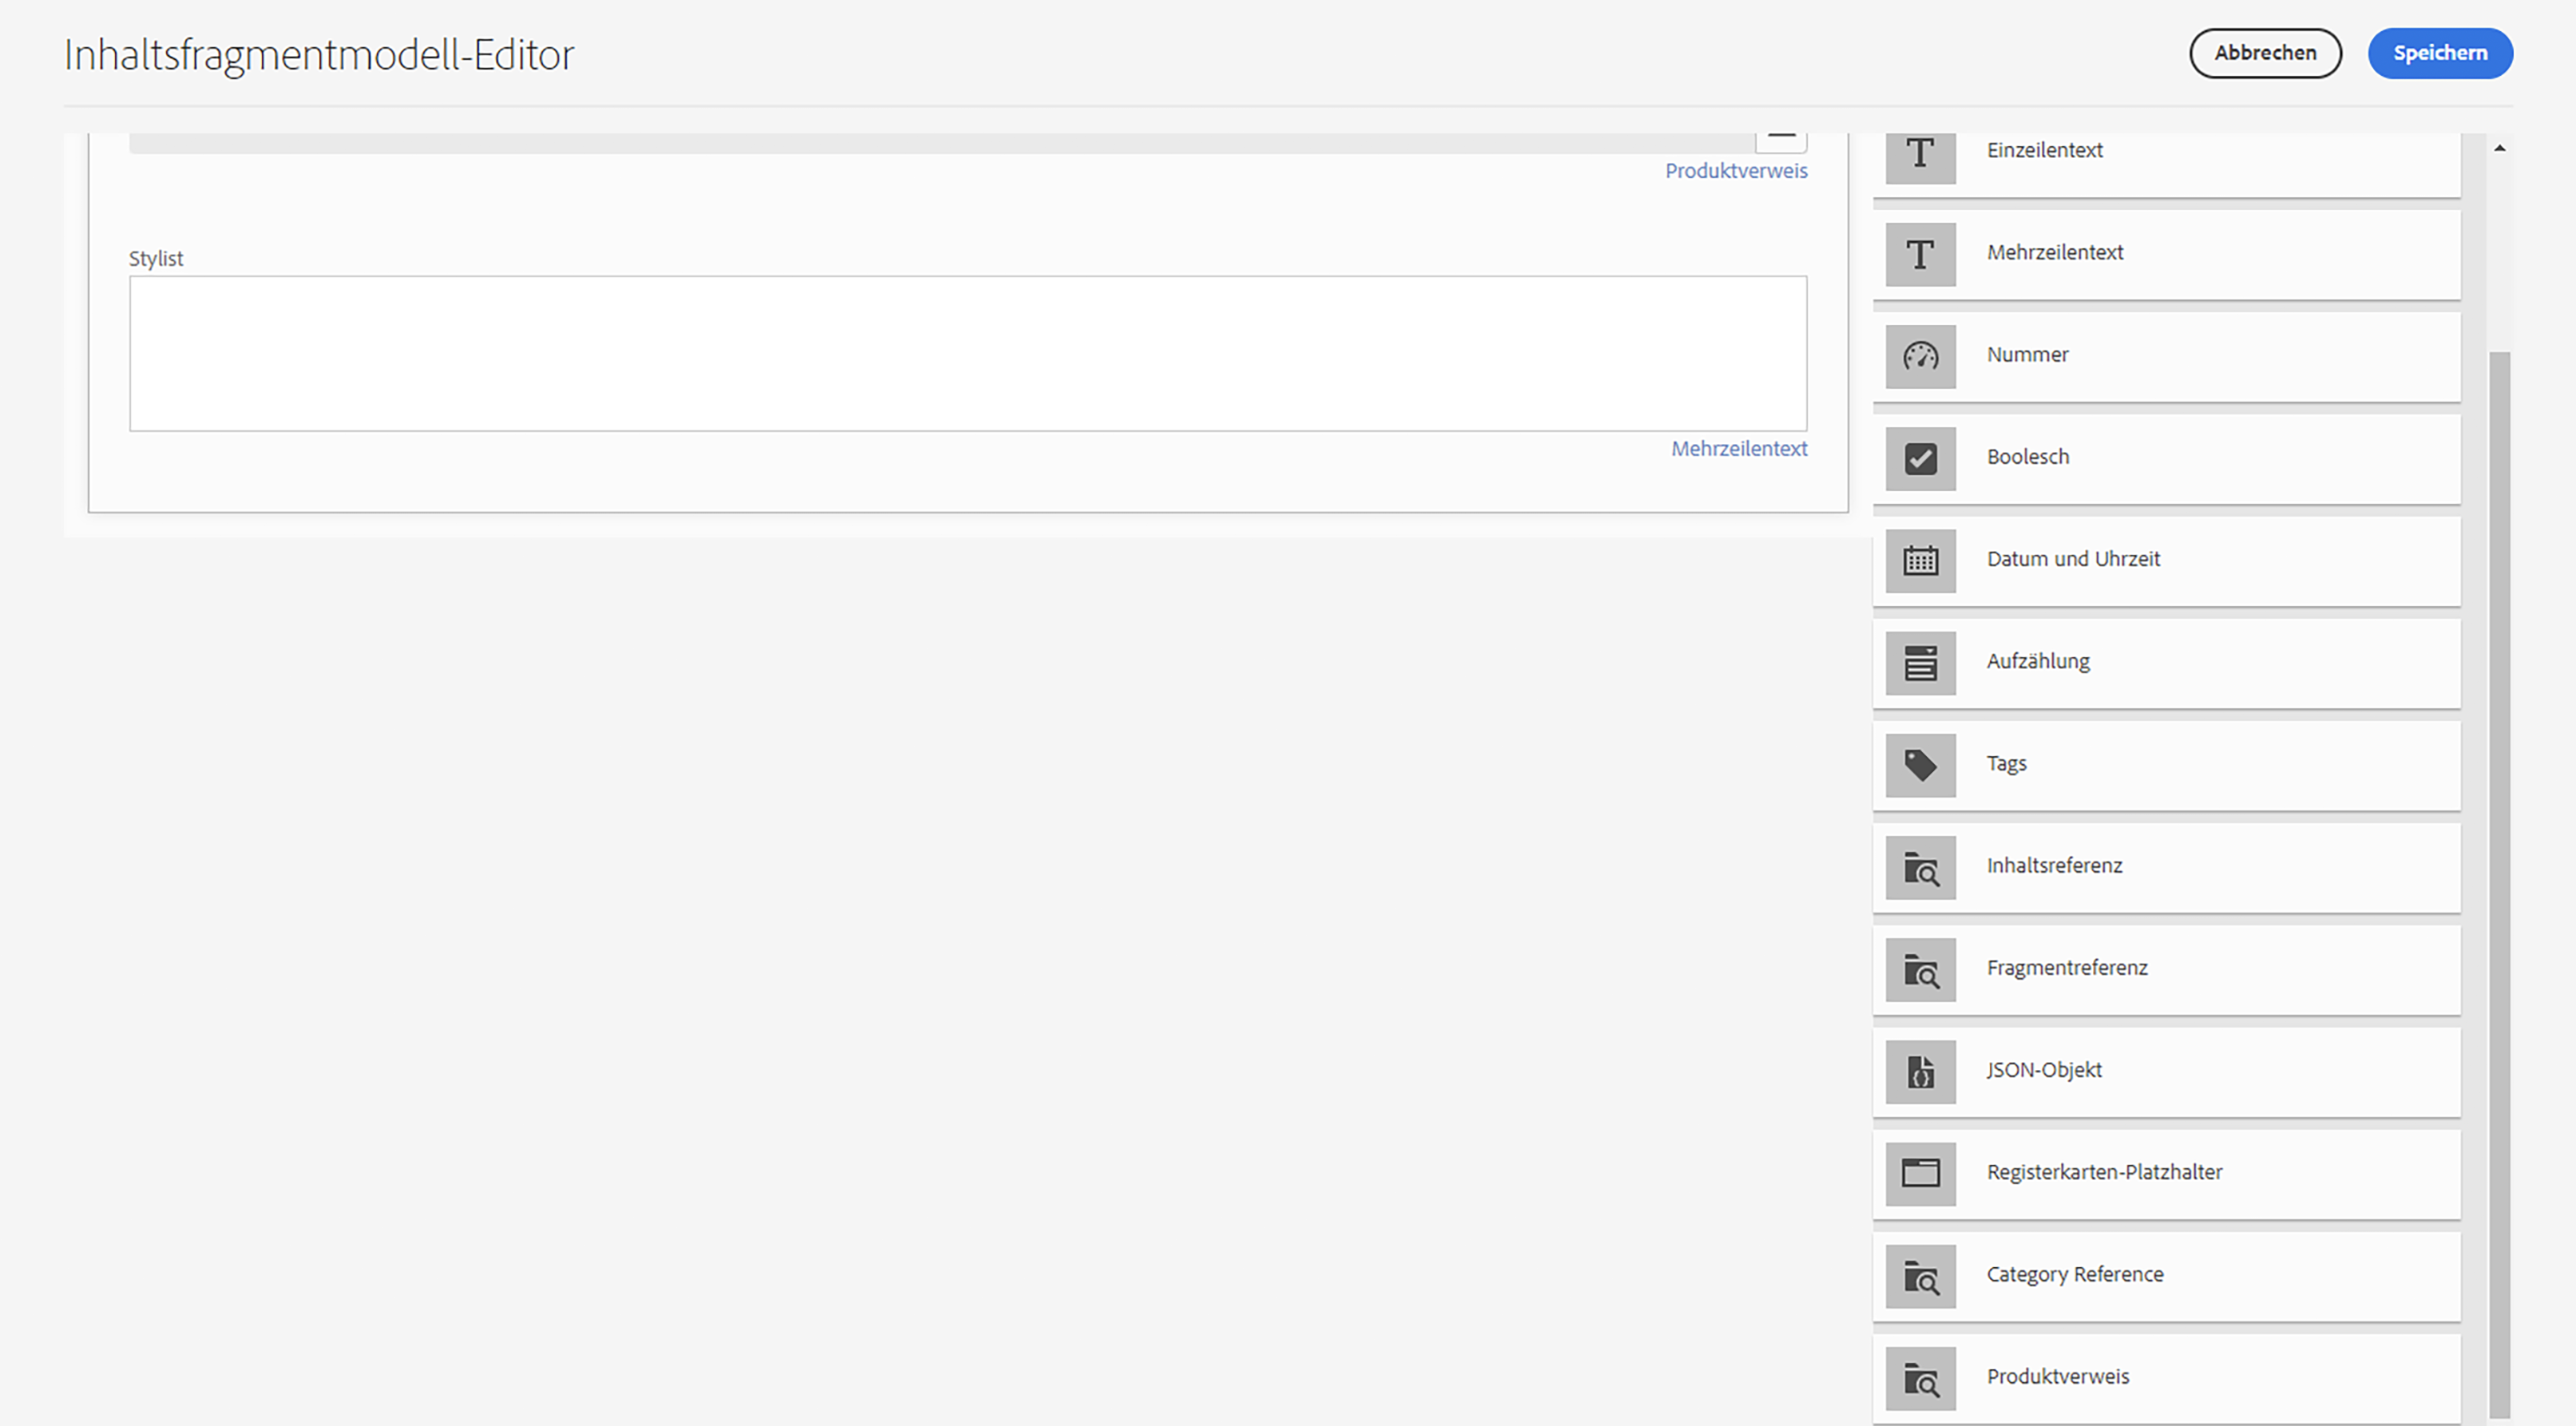 Inhaltsfragmentmodell-Editor
Abbrechen
Speichern
Produktverweis
Stylist
Mehrzeilentext
Einzeilentext
Mehrzeilentext
Nummer
Boolesch
Datum und Uhrzeit
Aufzählung
Tags
Inhaltsreferenz
Fragmentreferenz
JSON-Objekt
Registerkarten-Platzhalter
Category Reference
Produktverweis